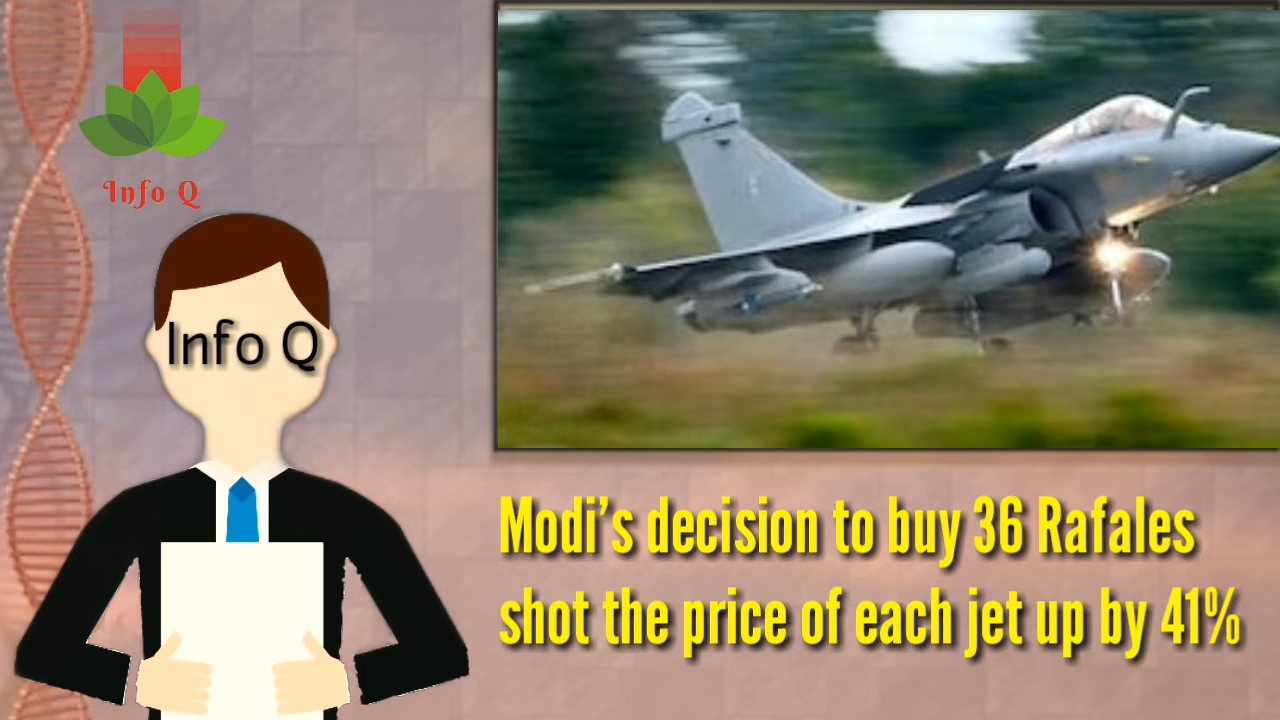 Info Q
Info Q
Modi’s decision to buy 36 Rafales
shot the price of each jet up by 41%